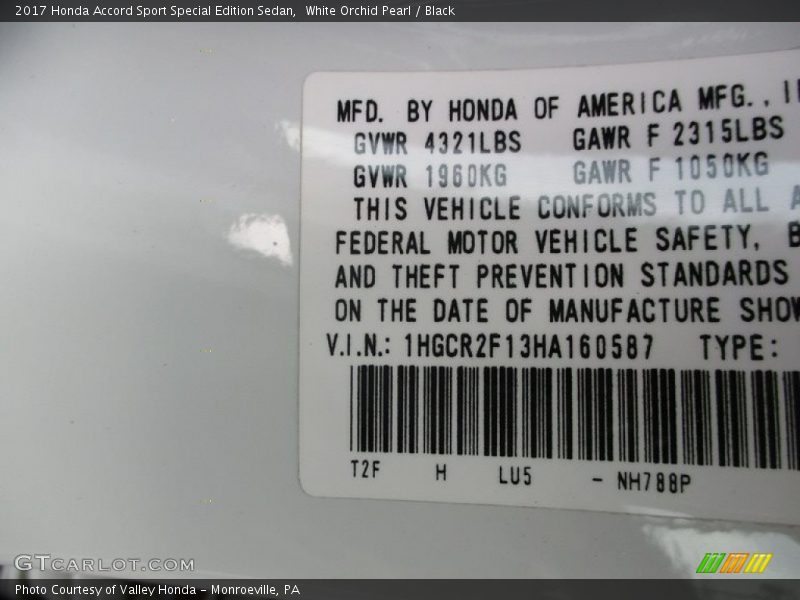 2017 Honda Accord Sport Special Edition Sedan,  White Orchid Pearl / Black
MFD. BY HONDA OF AMERICA MFG.,
GVWR 4321LBS GAWR F 2315LBS
GVWR 1960KG GAWR F 1050KG
THIS VEHICLE CONFORMS TO ALL
FEDERAL MOTOR VEHICLE SAFETY,
AND THEFT PREVENTION STANDARDS
ON THE DATE OF MANUFACTURE
V.I.N.: 1HGCR2F13HA160587 TYPE:
T2F H LU5 - NH788P
GTCARLOT.COM
Photo Courtesy of Valley Honda – Monroeville, PA